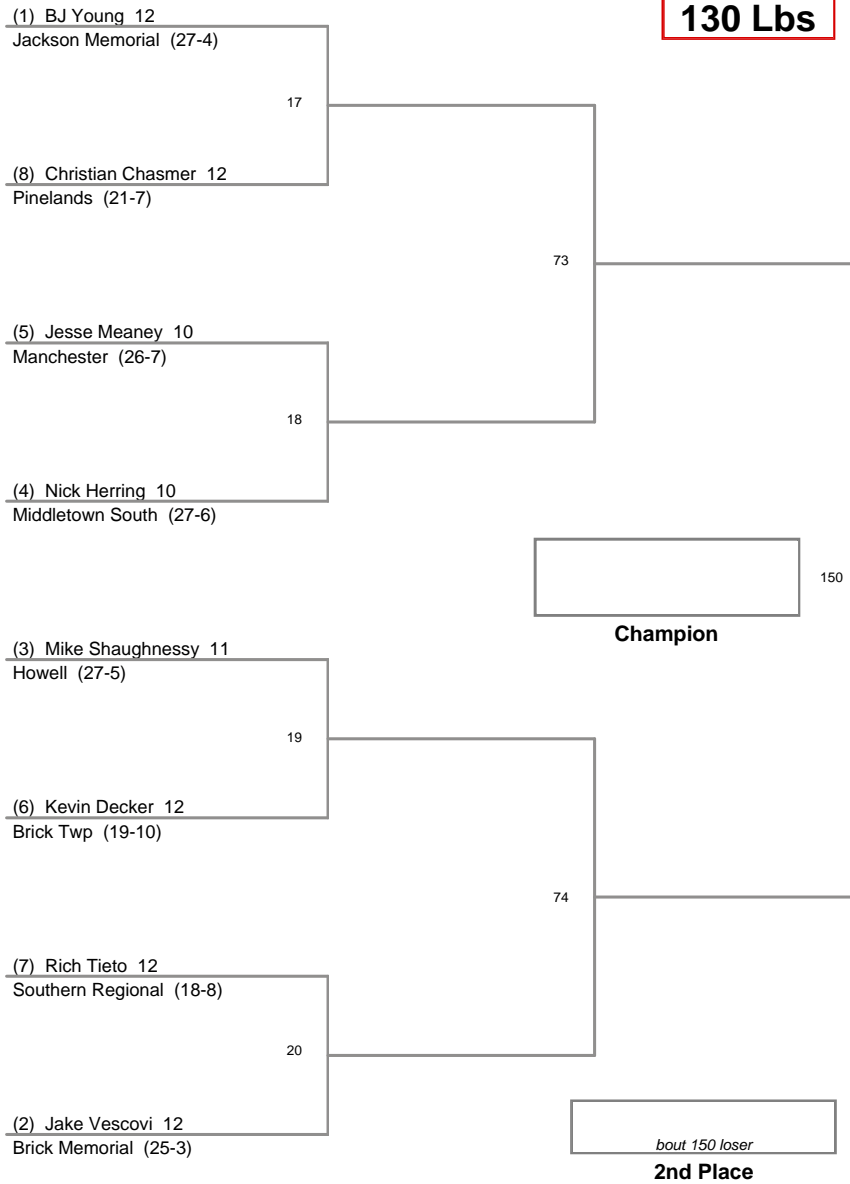 (1) BJ Young 12
130 Lbs
Jackson Memorial (27-4)
17
(8) Christian Chasmer 12
Pinelands (21-7)
73
(5) Jesse Meaney 10
Manchester (26-7)
18
(4) Nick Herring 10
Middletown South (27-6)
150
Champion
(3) Mike Shaughnessy 11
Howell (27-5)
19
(6) Kevin Decker 12
Brick Twp (19-10)
74
(7) Rich Tieto 12
Southern Regional (18-8)
20
(2) Jake Vescovi 12
Brick Memorial (25-3)
bout 150 loser
2nd Place